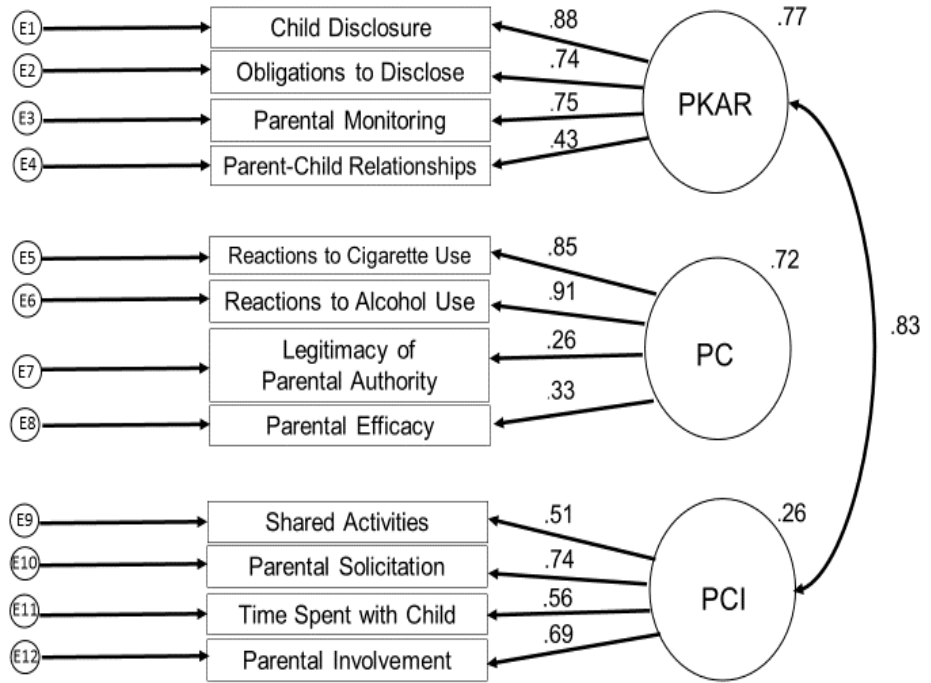 E1 Child Disclosure .88 .77
E2 Obligations to Disclose .74
PKAR
E3 Parental Monitoring .75
E4 Parent-Child Relationships .43
E5 Reactions to Cigarette Use .85 .72
E6 Reactions to Alcohol Use .91
.83
E7 Legitimacy of .26
Parental Authority
PC
E8 Parental Efficacy .33
E9 Shared Activities .51 .26
E10 Parental Solicitation .74
PCI
E11 Time Spent with Child .56
E12 Parental Involvement .69